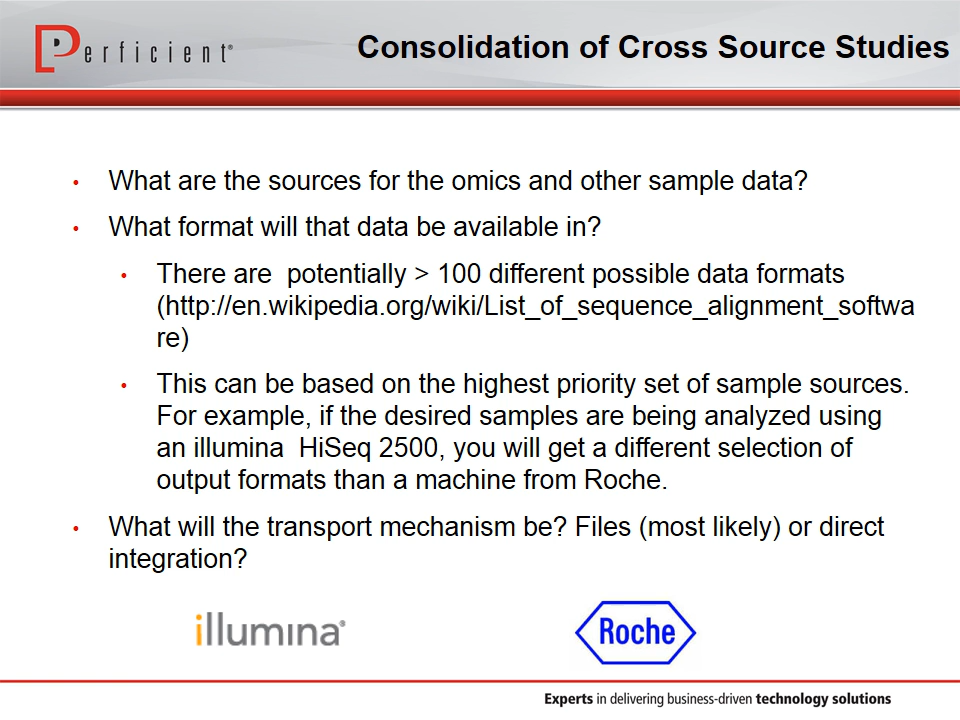 Perficient®
Consolidation of Cross Source Studies
• What are the sources for the omics and other sample data?
• What format will that data be available in?
• There are  potentially > 100 different possible data formats
(http://en.wikipedia.org/wiki/List_of_sequence_alignment_softwa
re)
• This can be based on the highest priority set of sample sources.
For example, if the desired samples are being analyzed using
an illumina  HiSeq 2500, you will get a different selection of
output formats than a machine from Roche.
• What will the transport mechanism be? Files (most likely) or direct
integration?
illumina®
Roche
Experts in delivering business-driven technology solutions